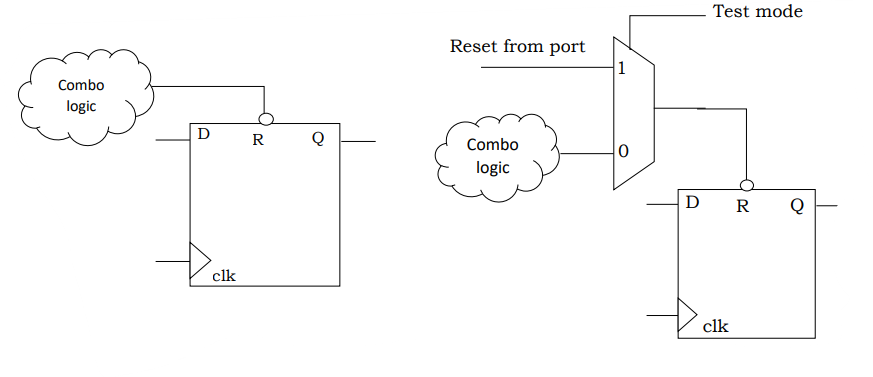 Test mode
Reset from port
1
Combo
logic
D
R
Q
clk
Combo
logic
0
D
R
Q
clk